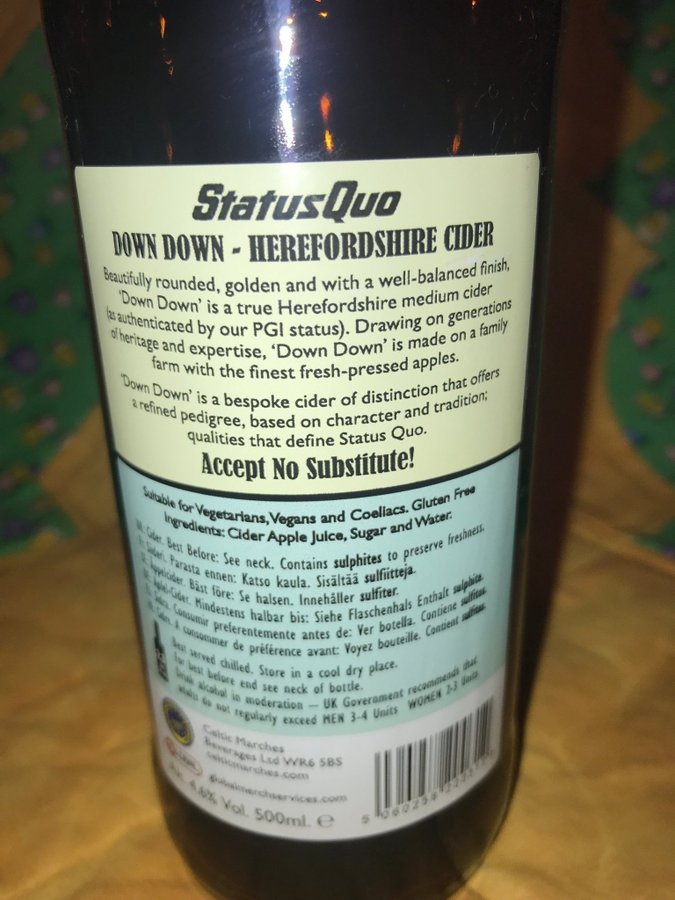 StatusQuo
DOWN DOWN - HEREFORDSHIRE CIDER
Beautifully rounded, golden and with a well-balanced finish,
'Down Down' is a true Herefordshire medium cider
(as authenticated by our PGI status). Drawing on generations
of heritage and expertise, 'Down Down' is made on a family
farm with the finest fresh-pressed apples.
'Down Down' is a bespoke cider of distinction that offers
a refined pedigree, based on character and tradition;
qualities that define Status Quo.
Accept No Substitute!
Suitable for Vegetarians, Vegans and Coeliacs. Gluten Free
Ingredients: Cider Apple Juice, Sugar and Water.
Cider. Best Before: See neck. Contains sulphites to preserve freshness.
Siideri. Parasta ennen: Katso kaula. Sisältää sulfiitteja.
Äppelcider. Bäst före: Se halsen. Innehåller sulfiter.
Apfel-Cider. Mindestens halbar bis: Siehe Flaschenhals Enthalt sulphite.
Consumir preferentemente antes de: Ver botella. Contiene sulfitos.
A consommer de préférence avant: Voyez bouteille. Contient
Best served chilled. Store in a cool dry place.
For best before end see neck of bottle.
Drink alcohol in moderation – UK Government recommends that
adults do not regularly exceed MEN 3-4 Units WOMEN 2-3 Units
Celtic Marches
Beverages Ltd WR6 5BS
celticmarches.com
globalmerchservices.com
Alc. 4.6% Vol. 500ml. e